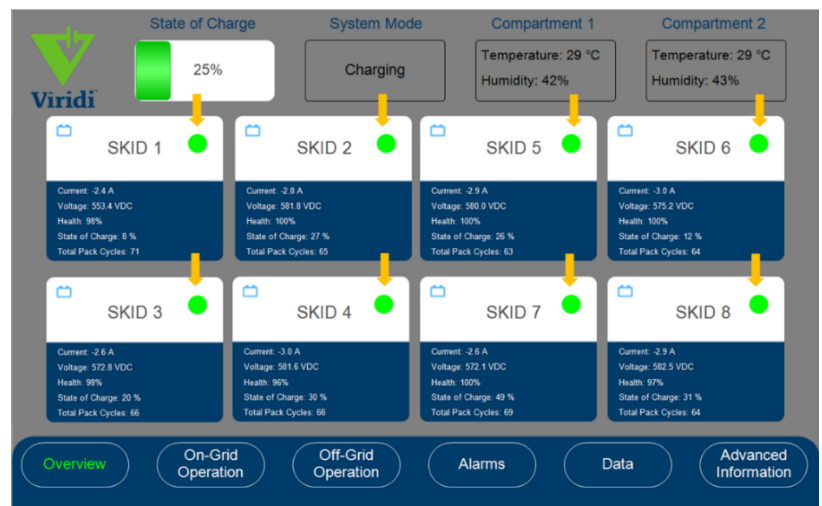 State of Charge
System Mode
Compartment 1
Compartment 2
Viridi
25%
Charging
Temperature: 29 °C
Humidity: 42%
Temperature: 29 °C
Humidity: 43%
SKID 1
Current: -2.4 A
Voltage: 553.4 VDC
Health: 98%
State of Charge: 8 %
Total Pack Cycles: 71
SKID 2
Current: -2.8 A
Voltage: 581.8 VDC
Health: 100%
State of Charge: 27 %
Total Pack Cycles: 65
SKID 5
Current: -2.9 A
Voltage: 580.0 VDC
Health: 100%
State of Charge: 26 %
Total Pack Cycles: 63
SKID 6
Current: -3.0 A
Voltage: 575.2 VDC
Health: 100%
State of Charge: 12 %
Total Pack Cycles: 64
SKID 3
Current: -2.6 A
Voltage: 572.8 VDC
Health: 98%
State of Charge: 20 %
Total Pack Cycles: 66
SKID 4
Current: -3.0 A
Voltage: 581.6 VDC
Health: 96%
State of Charge: 30 %
Total Pack Cycles: 66
SKID 7
Current: -2.6 A
Voltage: 572.1 VDC
Health: 100%
State of Charge: 49 %
Total Pack Cycles: 69
SKID 8
Current: -2.9 A
Voltage: 582.5 VDC
Health: 97%
State of Charge: 31 %
Total Pack Cycles: 64
Overview
On-Grid
Operation
Off-Grid
Operation
Alarms
Data
Advanced
Information